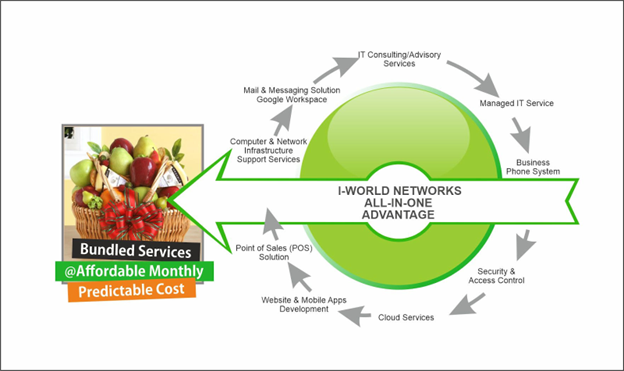 IT Consulting/Advisory
Services
Mail & Messaging Solution
Google Workspace
Managed IT Service
Computer & Network
Infrastructure
Support Services
Business
Phone System
I-WORLD NETWORKS
ALL-IN-ONE
ADVANTAGE
Bundled Services
@Affordable Monthly
Predictable Cost
Point of Sales (POS)
Solution
Security &
Access Control
Website & Mobile Apps
Development
Cloud Services